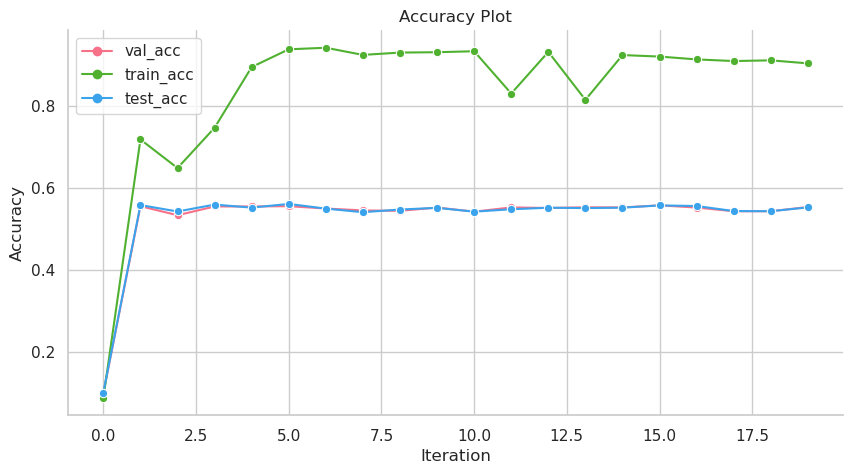 Accuracy Plot
val_acc
train_acc
test_acc
Accuracy
0.8
0.6
0.4
0.2
0.0 2.5 5.0 7.5 10.0 12.5 15.0 17.5
Iteration